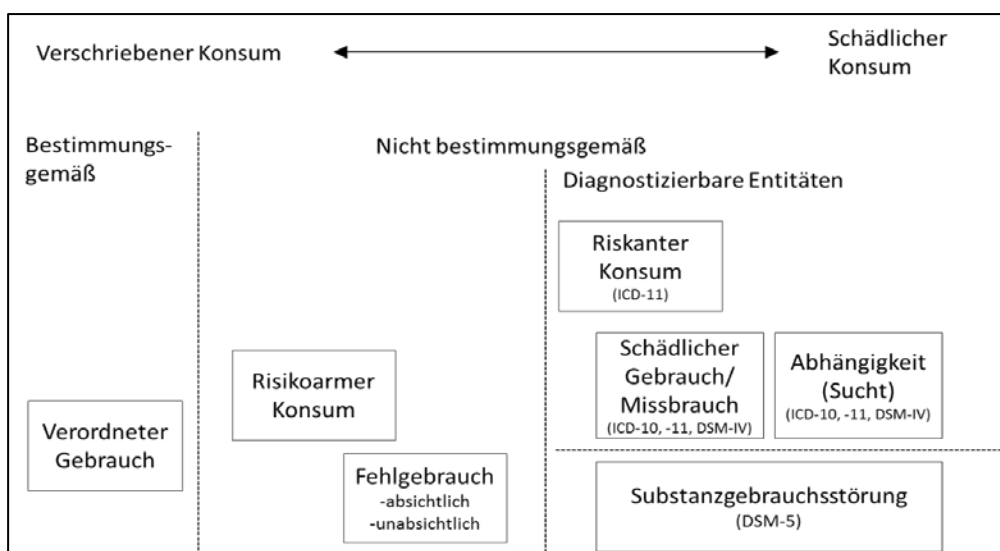 Verschriebener Konsum
Schädlicher
Konsum
Bestimmungs-
gemäß
Nicht bestimmungsgemäß
Diagnostizierbare Entitäten
Riskanter
Konsum
(ICD-11)
Schädlicher
Gebrauch/
Missbrauch
(ICD-10, -11, DSM-IV)
Abhängigkeit
(Sucht)
(ICD-10, -11, DSM-IV)
Risikoarmer
Konsum
Verordneter
Gebrauch
Fehlgebrauch
-absichtlich
-unabsichtlich
Substanzgebrauchsstörung
(DSM-5)